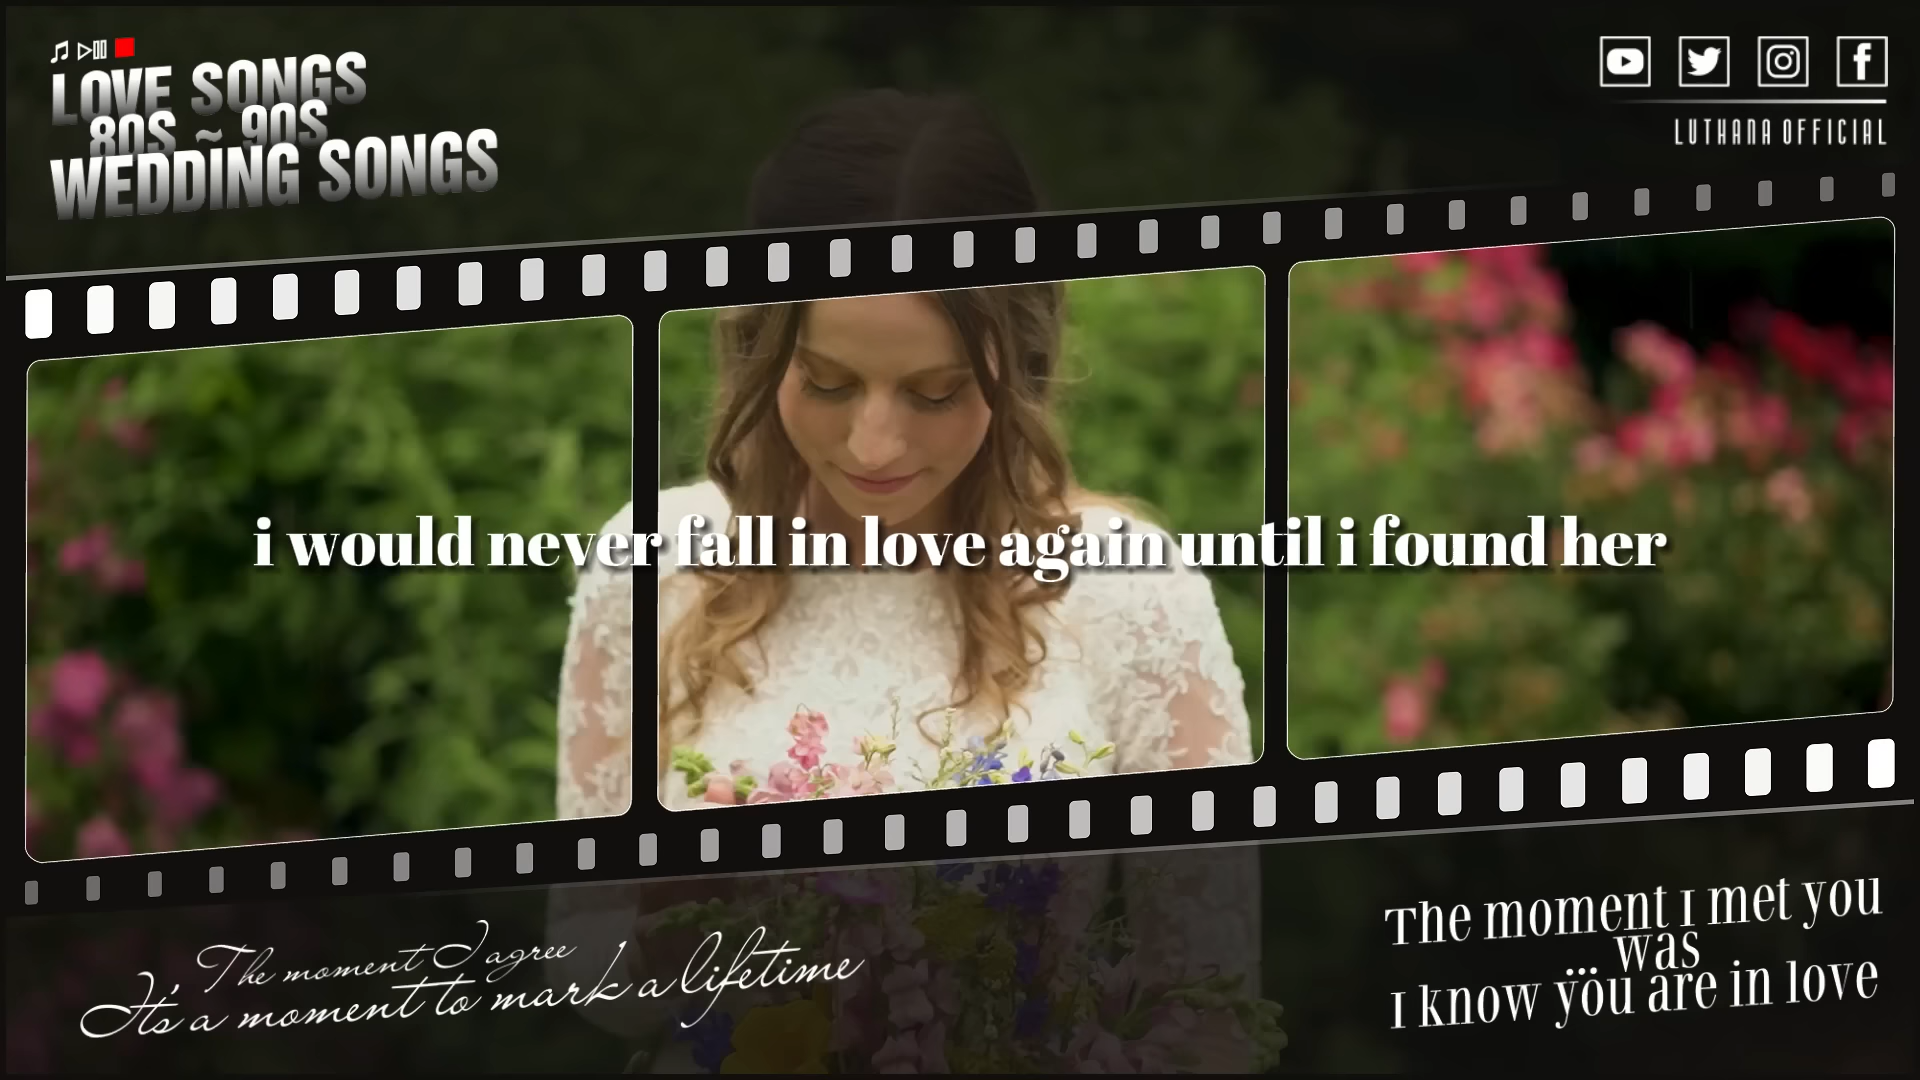 LOVE SONGS
80S ~ 90S
WEDDING SONGS
LUTHANA OFFICIAL
i would never fall in love again until i found her
The moment I agree
It's a moment to mark a lifetime
The moment I met you
was
I know you are in love